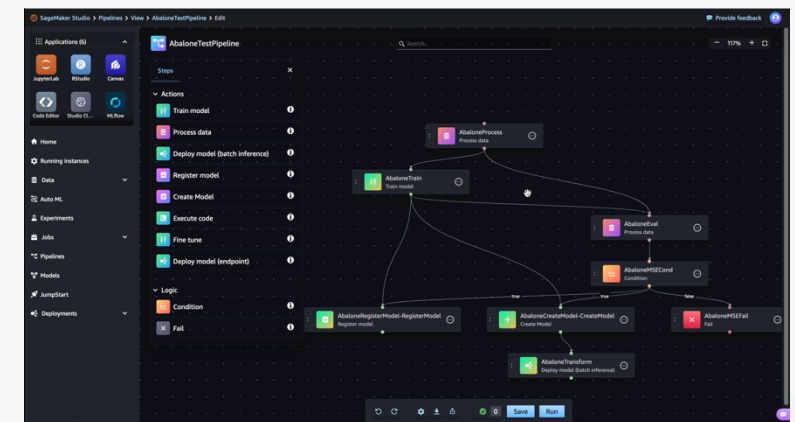 SageMaker Studio > Pipelines > View > AbaloneTestPipeline > Edit
Provide feedback
Applications (6)
JupyterLab
RStudio
Canvas
Code Editor
Studio Cl...
MLflow
Home
Running instances
Data
Auto ML
Experiments
Jobs
Pipelines
Models
JumpStart
Deployments
AbaloneTestPipeline
Search...
117%
Steps
Actions
Train model
Process data
Deploy model (batch inference)
Register model
Create Model
Execute code
Fine tune
Deploy model (endpoint)
Logic
Condition
Fail
AbaloneProcess
Process data
AbaloneTrain
Train model
AbaloneEval
Process data
AbaloneMSECond
Condition
true
true
false
AbaloneRegisterModel-RegisterModel
Register model
AbaloneCreateModel-CreateModel
Create Model
AbaloneMSEFail
Fail
AbaloneTransform
Deploy model (batch inference)
0
Save
Run